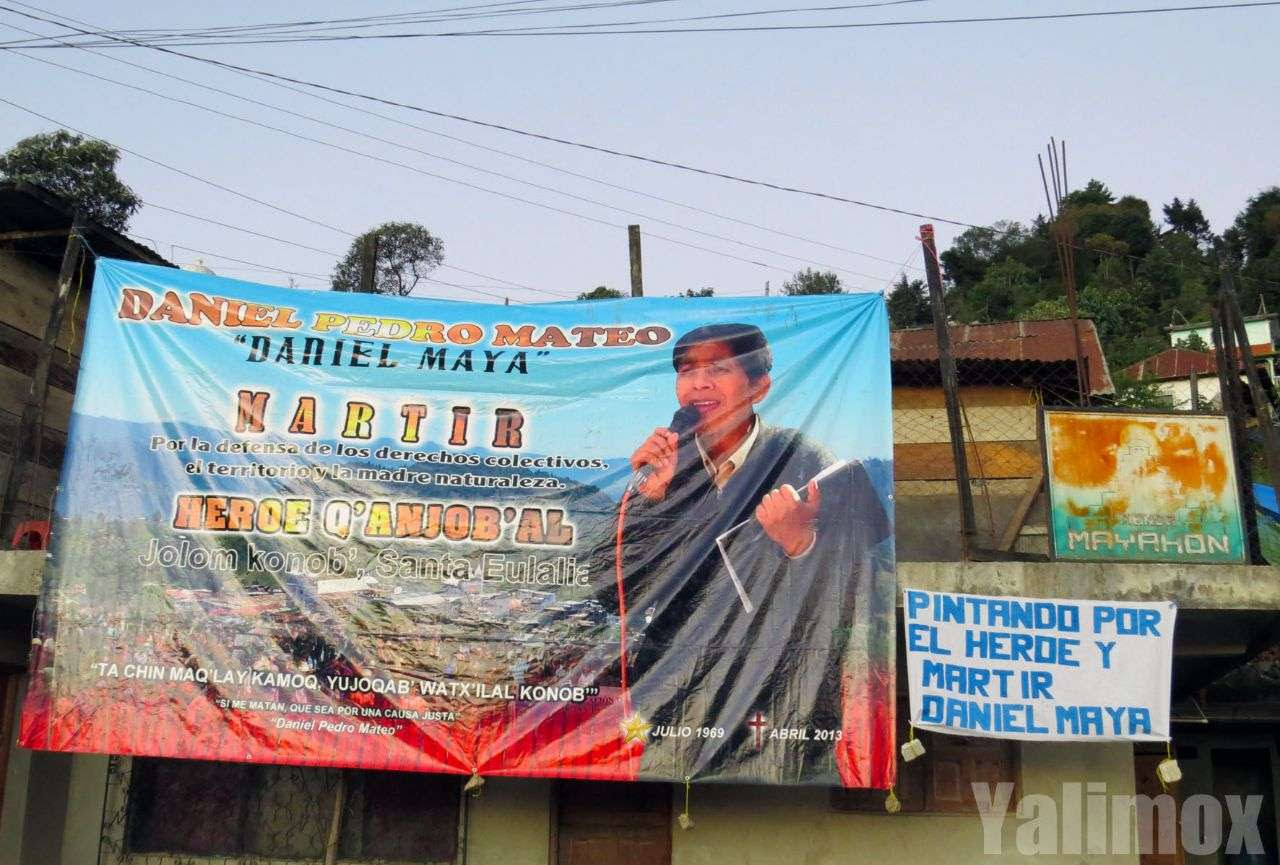 DANIEL PEDRO MATEO
"DANIEL MAYA"
MARTIR
Por la defensa de los derechos colectivos,
el territorio y la madre naturaleza.
HEROE Q'ANJOB'AL
Jolom konob', Santa Eulalia
"TA CHIN MAQ'LAY KAMOQ, YUJOQAB' WATX'ILAL KONOB'"
"SI ME MATAN, QUE SEA POR UNA CAUSA JUSTA"
"Daniel Pedro Mateo"
JULIO 1969
ABRIL 2013
MAYAHON
PINTANDO POR
EL HEROE Y
MARTIR
DANIEL MAYA
Yalimox